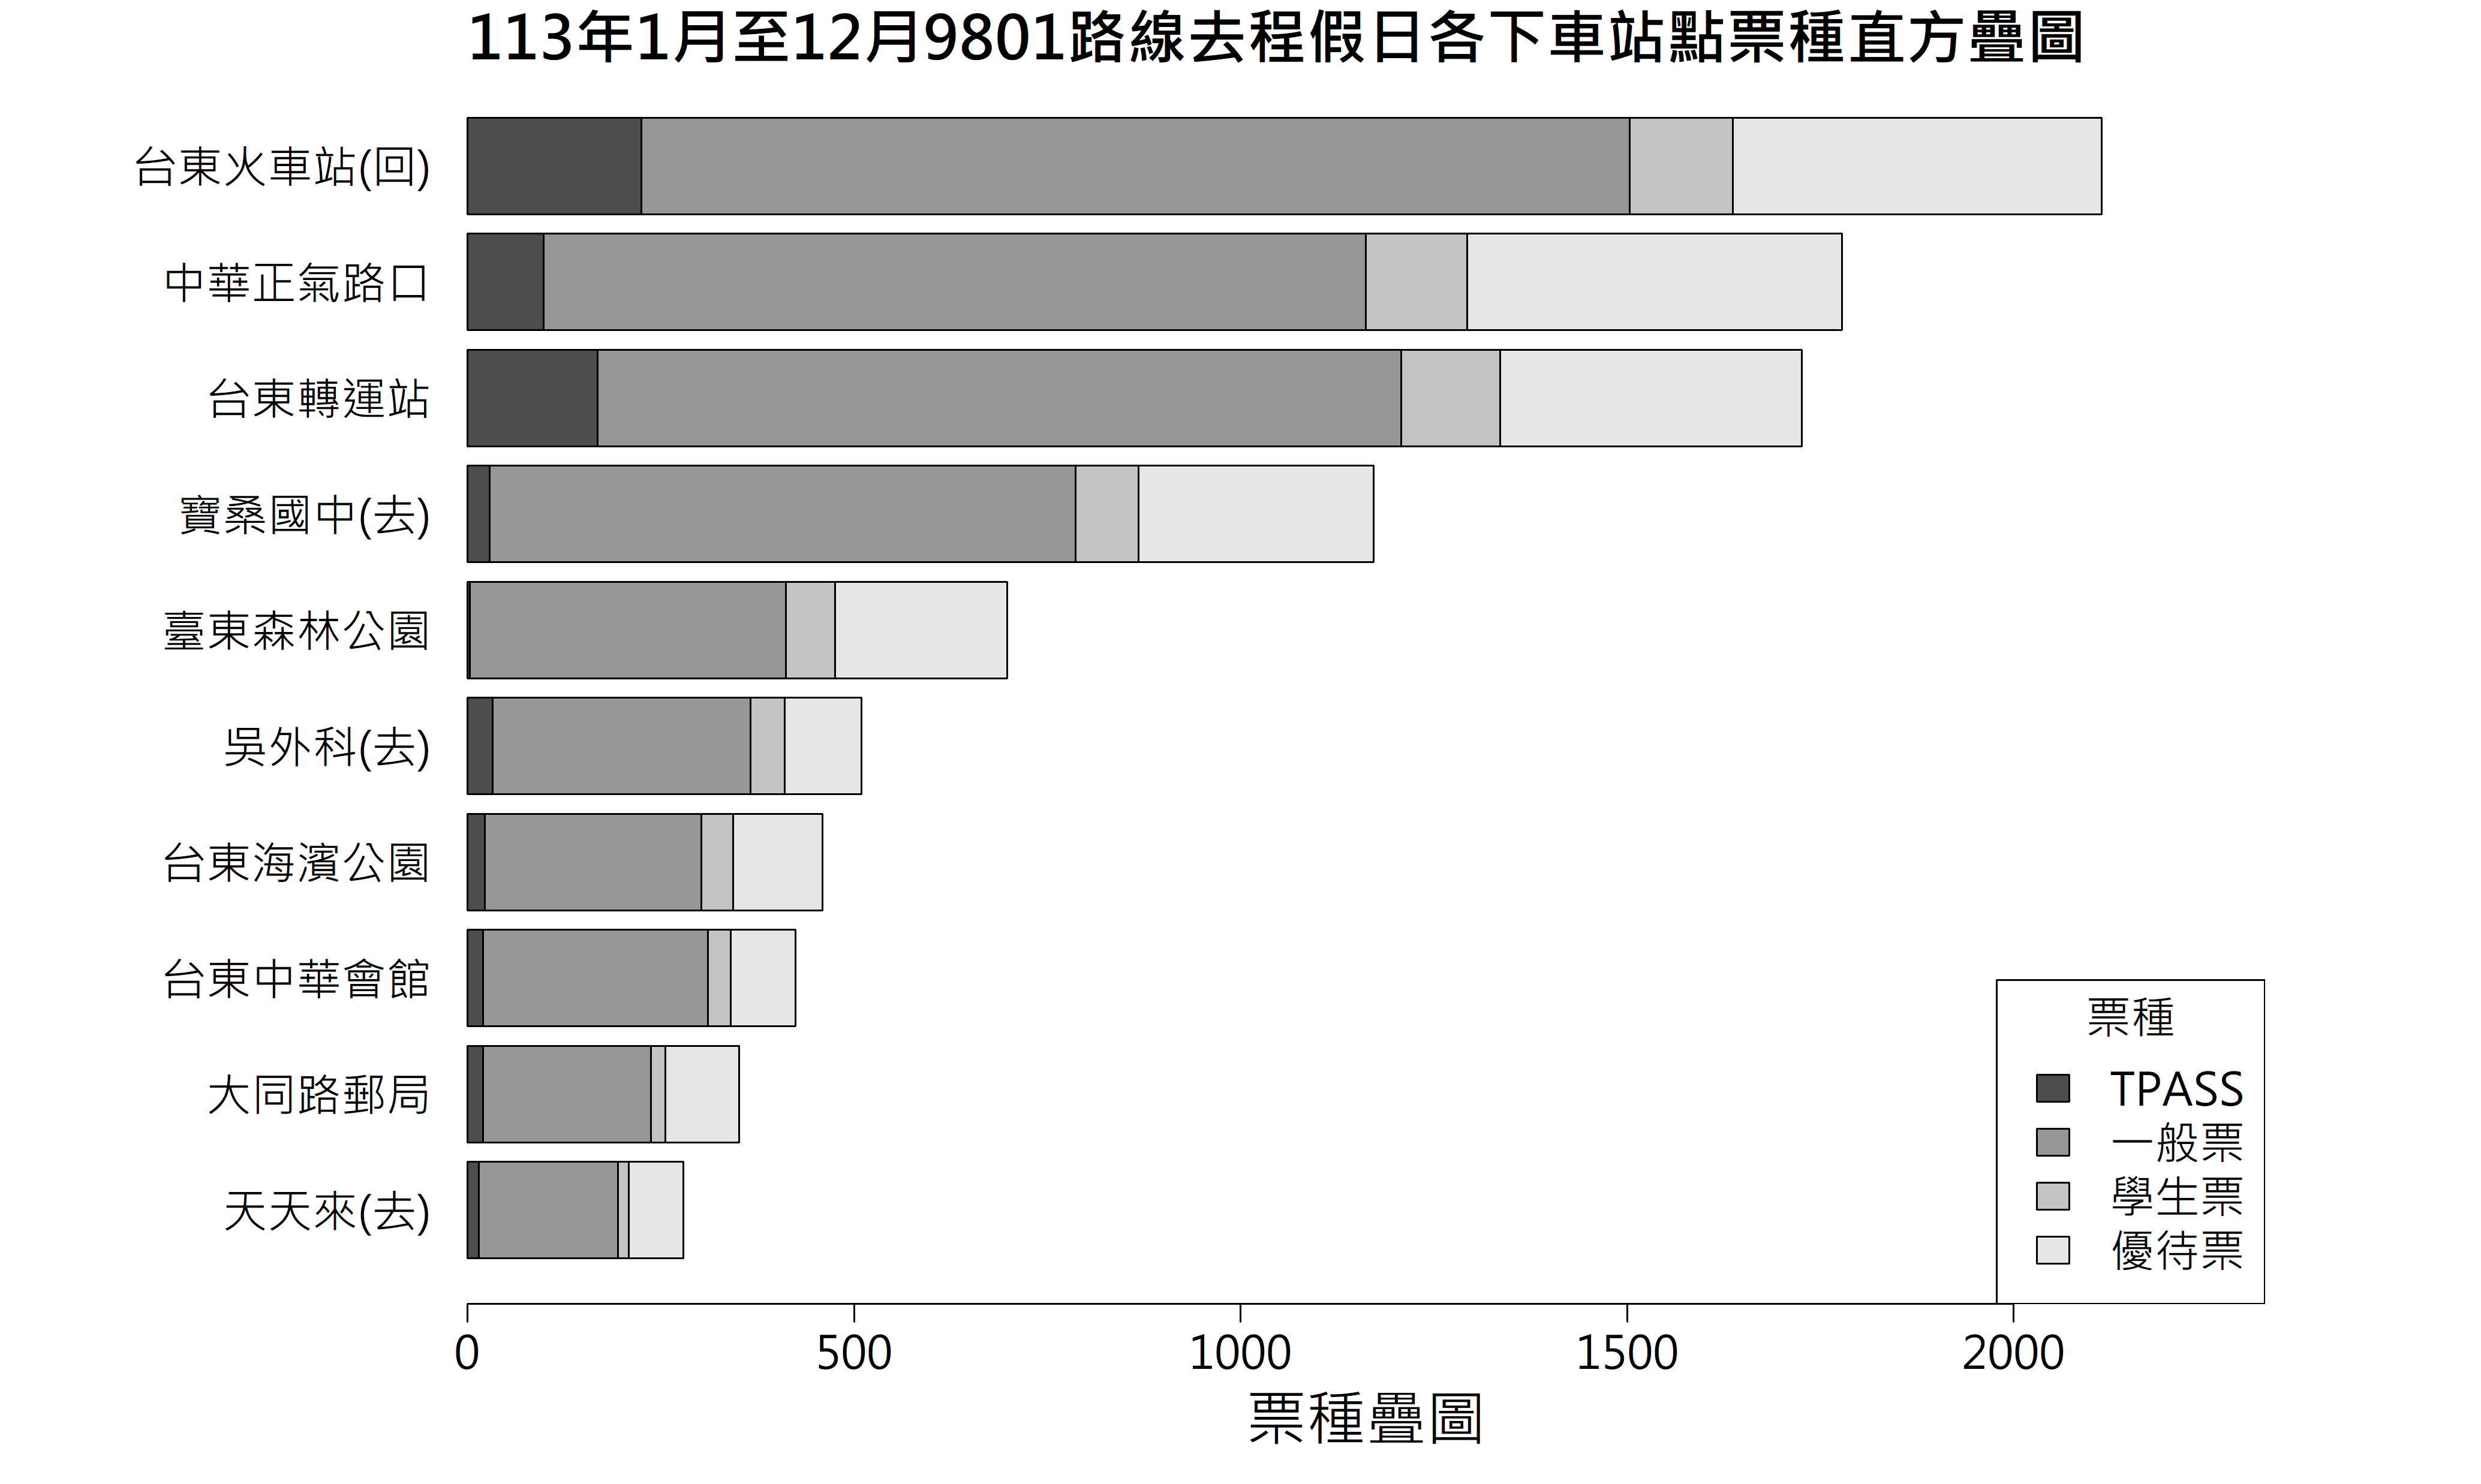 113年1月至12月9801路線去程假日各下車站點票種直方疊圖
台東火車站(回)
中華正氣路口
台東轉運站
寶桑國中(去)
臺東森林公園
吳外科(去)
台東海濱公園
台東中華會館
大同路郵局
天天來(去)
票種
TPASS
一般票
學生票
優待票
0 500 1000 1500 2000
票種疊圖